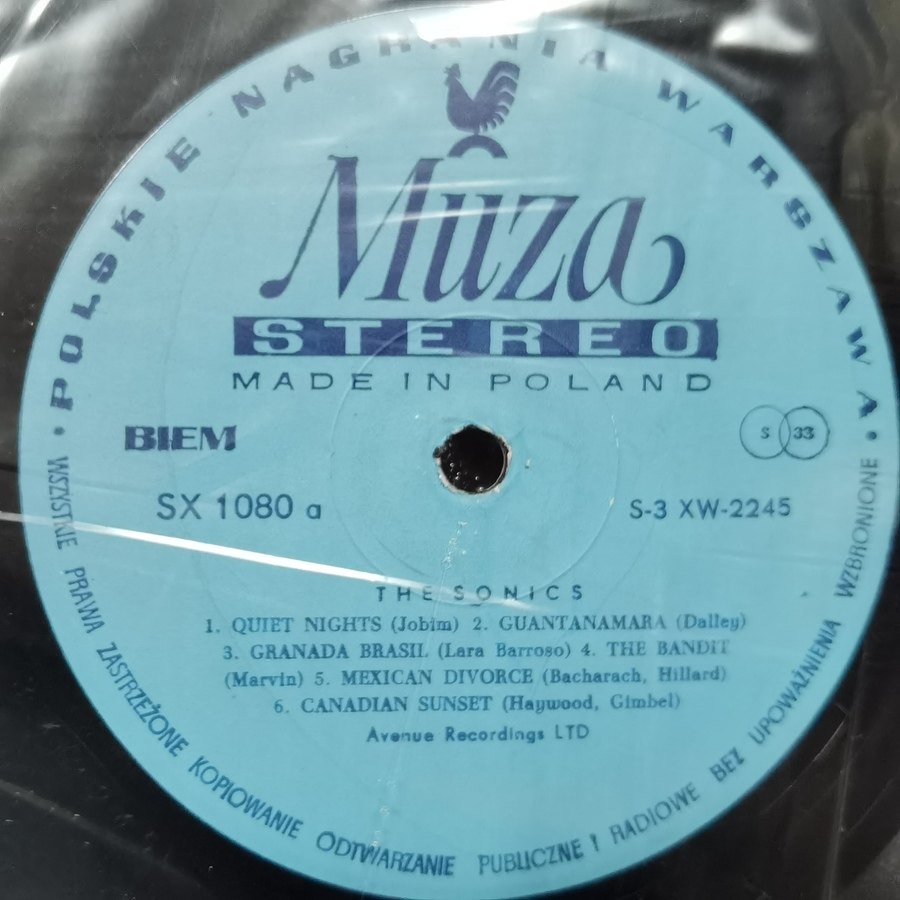 • POLSKIE NAGRANIA WARSZAWA •
Muza
STEREO
MADE IN POLAND
BIEM
S 33
SX 1080 a
S-3 XW-2245
THE SONICS
1. QUIET NIGHTS (Jobim) 2. GUANTANAMARA (Dalley)
3. GRANADA BRASIL (Lara Barroso) 4. THE BANDIT
(Marvin) 5. MEXICAN DIVORCE (Bacharach, Hillard)
6. CANADIAN SUNSET (Haywood, Gimbel)
Avenue Recordings LTD
WSZYSTKIE PRAWA ZASTRZEŻONE KOPIOWANIE ODTWARZANIE PUBLICZNE I RADIOWE BEZ UPOWAŻNIENIA WZBRONIONE